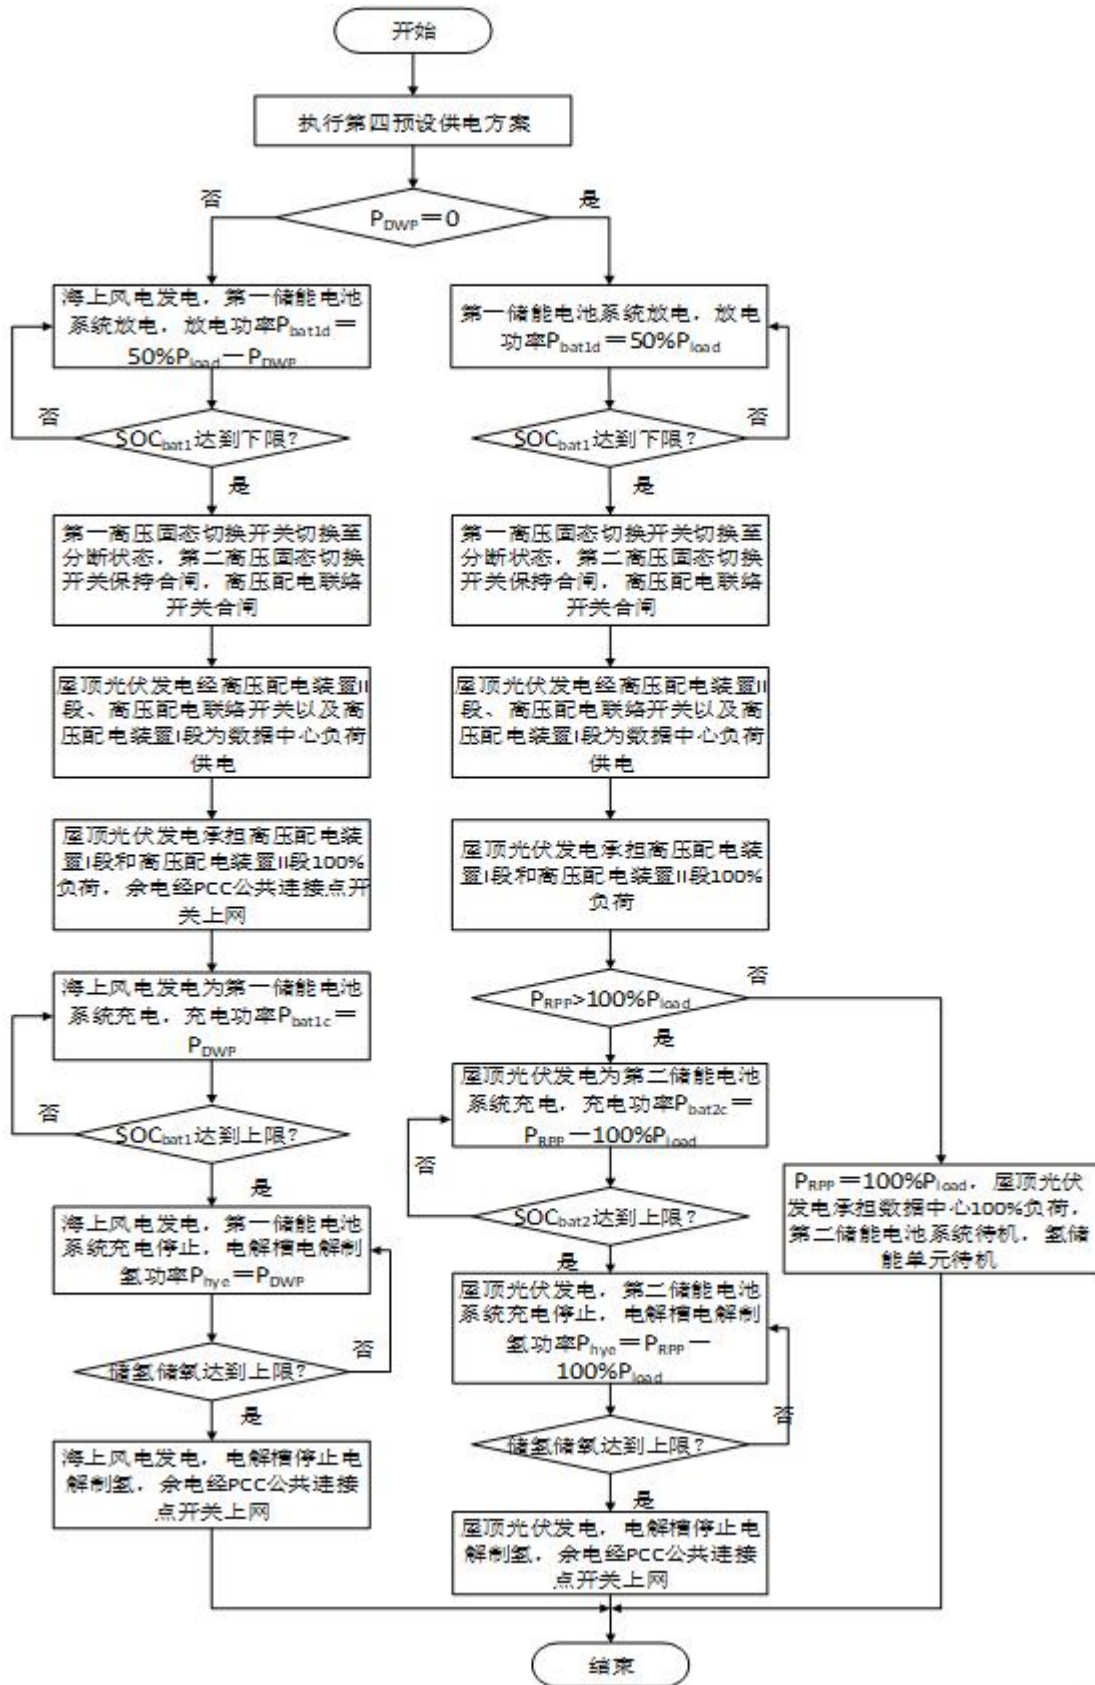 开始
执行第四预设供电方案
否
是
P_DWP＝0
海上风电发电，第一储能电池
系统放电，放电功率P_bat1d＝
50%P_load－P_DWP
第一储能电池系统放电，放电
功率P_bat1d＝50%P_load
否
SOC_bat1达到下限？
是
否
SOC_bat1达到下限？
是
第一高压固态切换开关切换至
分断状态，第二高压固态切换
开关保持合闸，高压配电联络
开关合闸
第一高压固态切换开关切换至
分断状态，第二高压固态切换
开关保持合闸，高压配电联络
开关合闸
屋顶光伏发电经高压配电装置II
段、高压配电联络开关以及高
压配电装置I段为数据中心负荷
供电
屋顶光伏发电经高压配电装置II
段、高压配电联络开关以及高
压配电装置I段为数据中心负荷
供电
屋顶光伏发电承担高压配电装
置I段和高压配电装置II段100%
负荷，余电经PCC公共连接点开
关上网
屋顶光伏发电承担高压配电装
置I段和高压配电装置II段100%
负荷
海上风电发电为第一储能电池
系统充电，充电功率P_bat1c＝
P_DWP
P_RPP>100%P_load
否
是
否
SOC_bat1达到上限？
是
屋顶光伏发电为第二储能电池
系统充电，充电功率P_bat2c＝
P_RPP－100%P_load
否
SOC_bat2达到上限？
是
P_RPP＝100%P_load，屋顶光伏
发电承担数据中心100%负荷，
第二储能电池系统待机，氢储
能单元待机
海上风电发电，第一储能电池
系统充电停止，电解槽电解制
氢功率P_hye＝P_DWP
否
储氢储氧达到上限？
是
屋顶光伏发电，第二储能电池
系统充电停止，电解槽电解制
氢功率P_hye＝P_RPP－
100%P_load
否
储氢储氧达到上限？
是
海上风电发电，电解槽停止电
解制氢，余电经PCC公共连接
点开关上网
屋顶光伏发电，电解槽停止电
解制氢，余电经PCC公共连接
点开关上网
结束